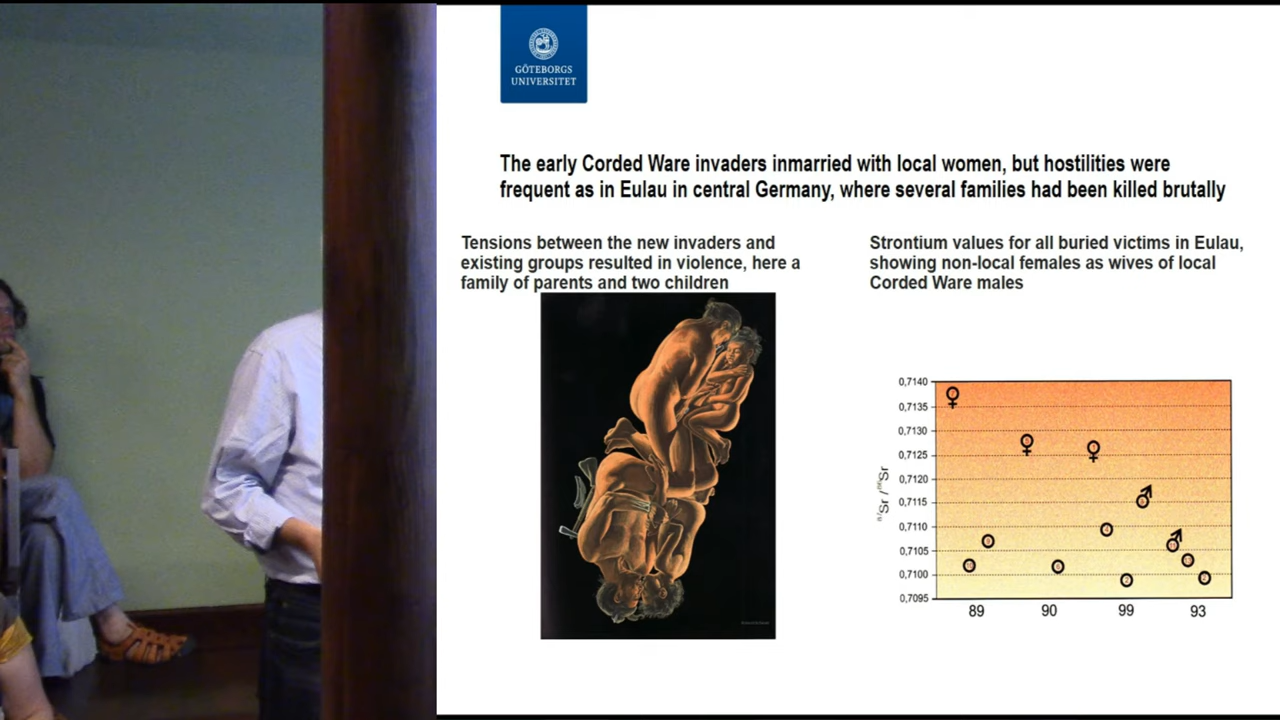 GÖTEBORGS
UNIVERSITET
The early Corded Ware invaders inmarried with local women, but hostilities were
frequent as in Eulau in central Germany, where several families had been killed brutally
Tensions between the new invaders and
existing groups resulted in violence, here a
family of parents and two children
Strontium values for all buried victims in Eulau,
showing non-local females as wives of local
Corded Ware males
0,7140
0,7135
0,7130
0,7125
0,7120
0,7115
0,7110
0,7105
0,7100
0,7095
89 90 99 93